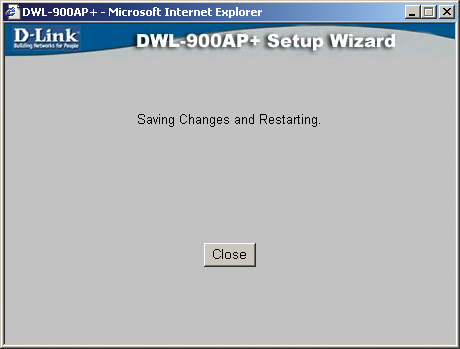 DWL-900AP+ - Microsoft Internet Explorer
D-Link
Building Networks for People
DWL-900AP+ Setup Wizard
Saving Changes and Restarting.
Close